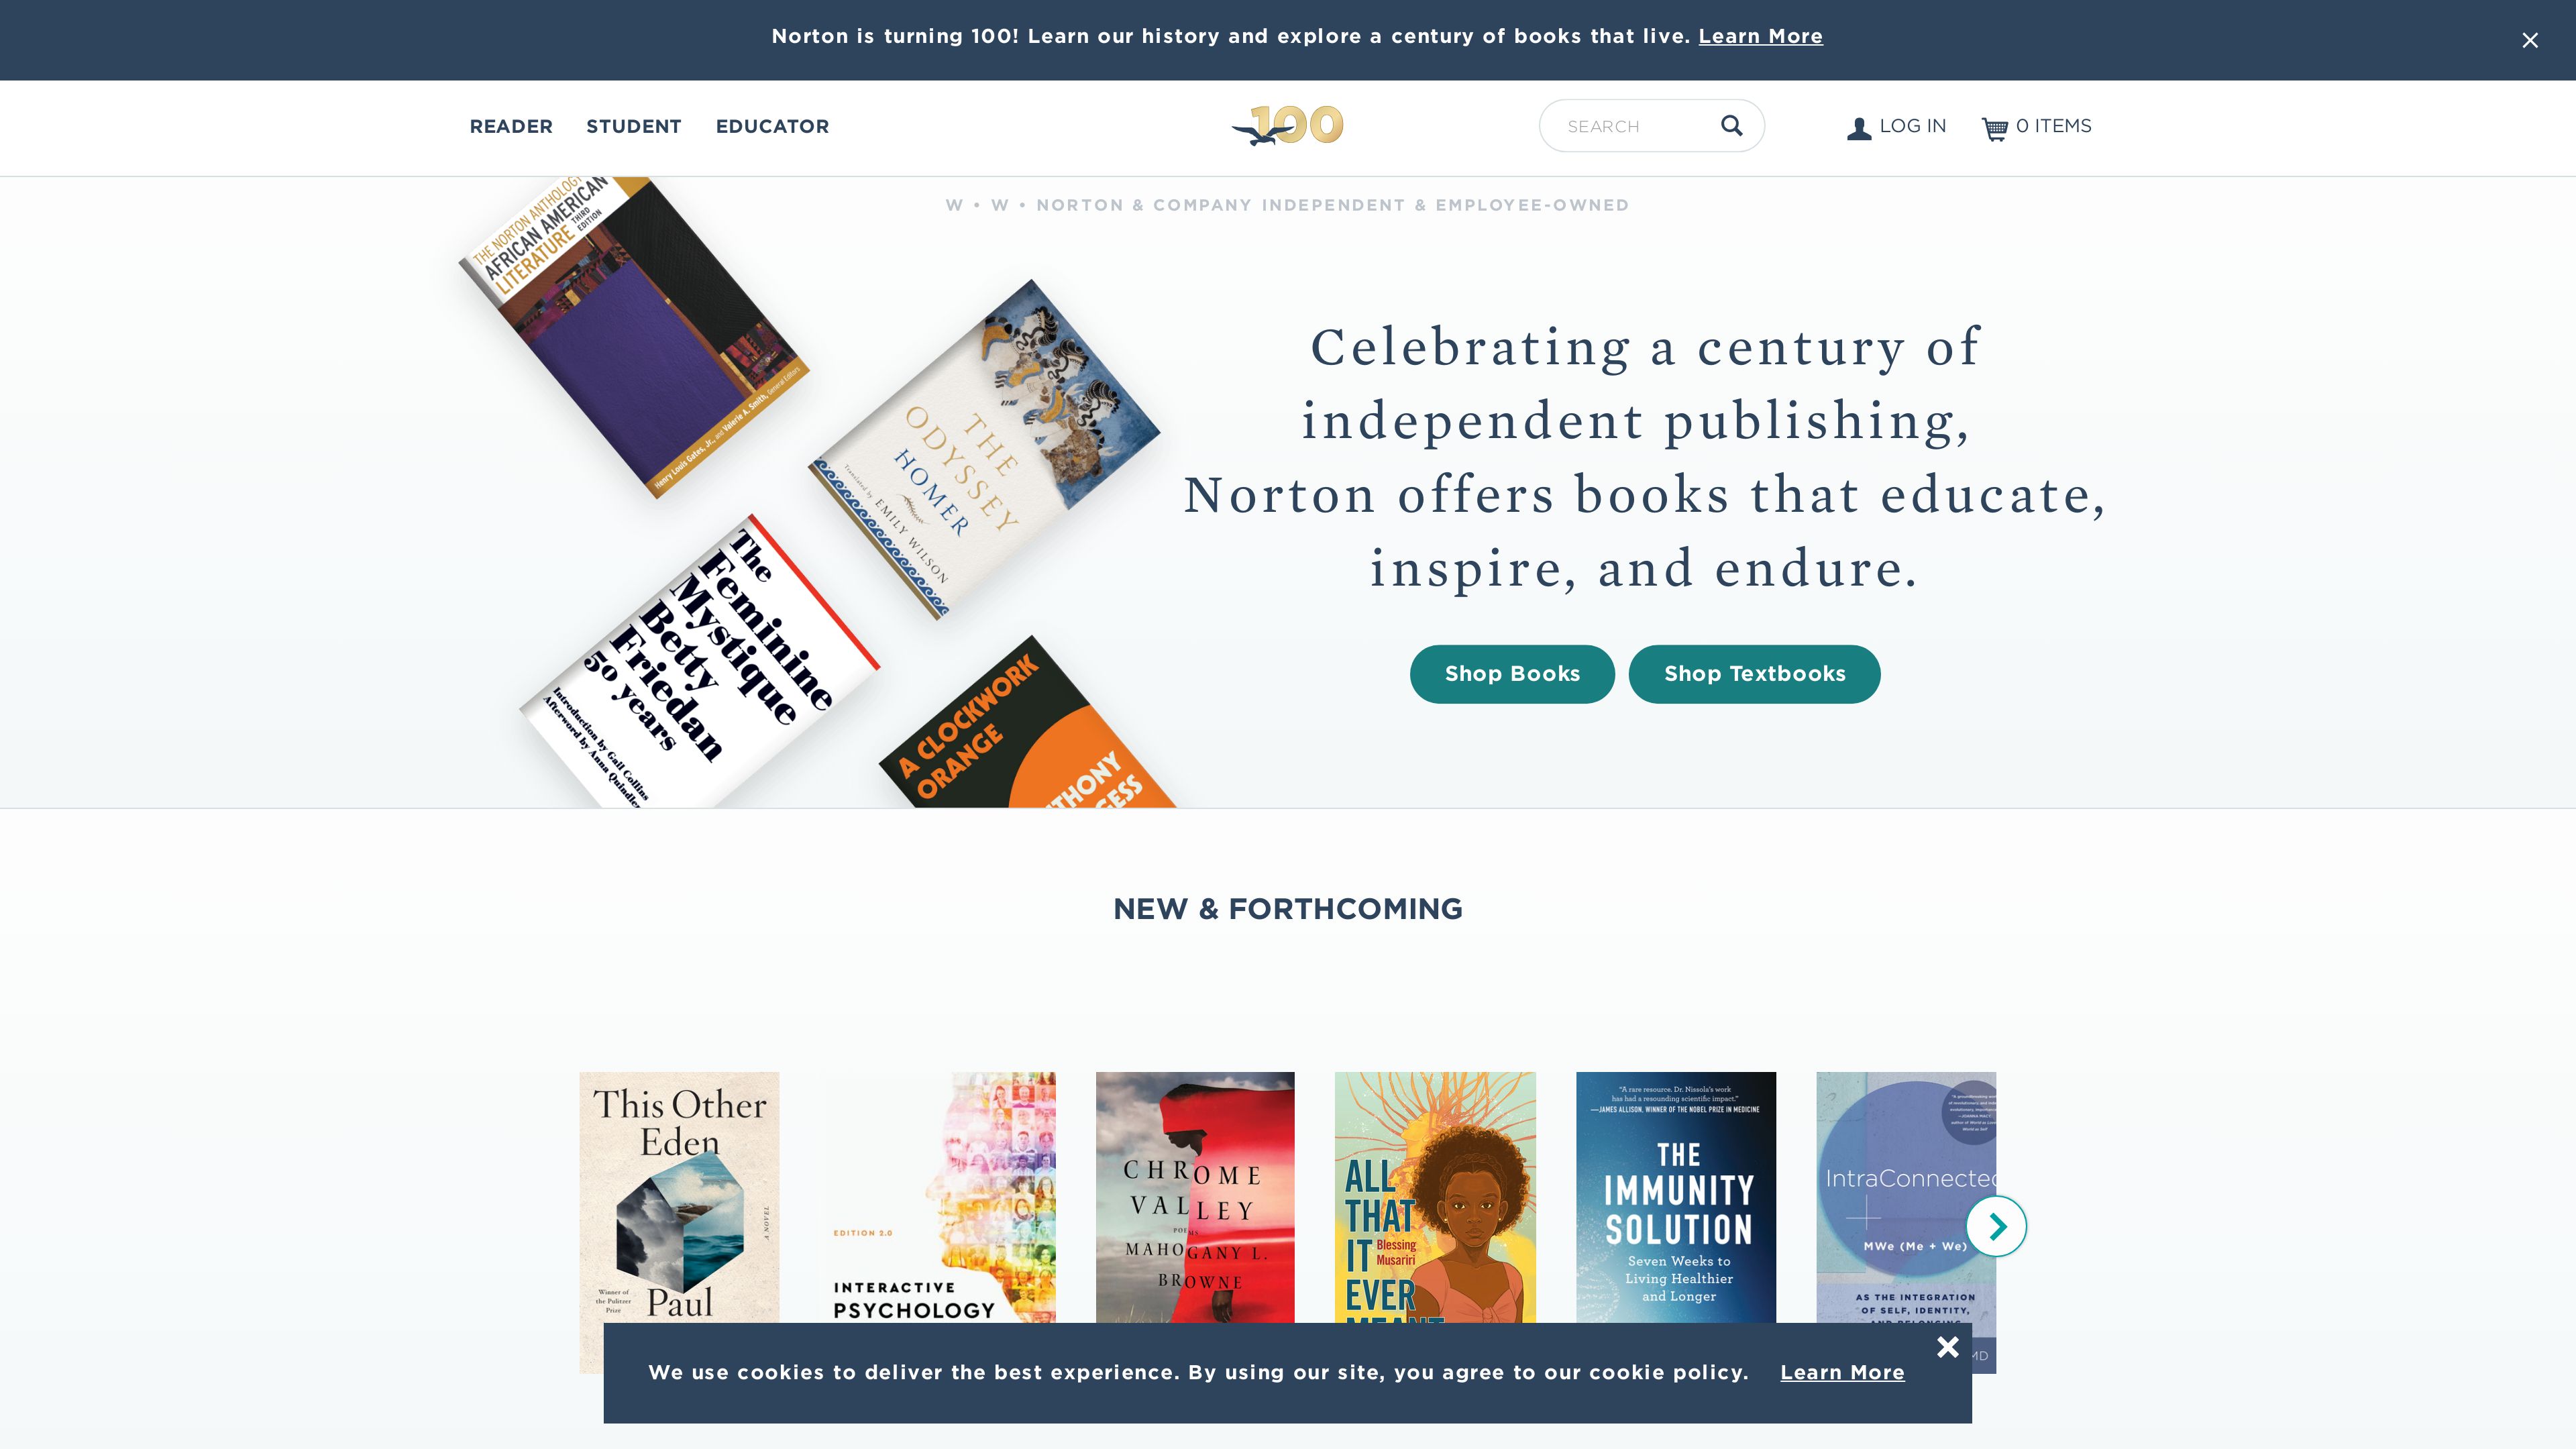 Norton is turning 100! Learn our history and explore a century of books that live. Learn More
READER
STUDENT
EDUCATOR
100
SEARCH
LOG IN
0 ITEMS
W • W • NORTON & COMPANY INDEPENDENT & EMPLOYEE-OWNED
THE NORTON ANTHOLOGY
AFRICAN AMERICAN
LITERATURE
THIRD
EDITION
Henry Louis Gates, Jr., and Valerie A. Smith, General Editors
THE
ODYSSEY
HOMER
Translated by EMILY WILSON
The
Feminine
Mystique
Betty
Friedan
50 years
Introduction by Gail Collins
Afterword by Anna
A CLOCKWORK
ORANGE
Celebrating a century of
independent publishing,
Norton offers books that educate,
inspire, and endure.
Shop Books
Shop Textbooks
NEW & FORTHCOMING
This Other
Eden
A NOVEL
Winner of
the Pulitzer
Prize
Paul
EDITION 2.0
INTERACTIVE
PSYCHOLOGY
CHROME
VALLEY
POEMS
MAHOGANY L.
BROWNE
ALL
THAT
IT
EVER
MEANT
Blessing
Musariri
"A rare resource. Dr. Nissola's work
has had a resounding scientific impact."
—JAMES ALLISON, WINNER OF THE NOBEL PRIZE IN MEDICINE
THE
IMMUNITY
SOLUTION
Seven Weeks to
Living Healthier
and Longer
IntraConnected
MWe (Me + We)
AS THE INTEGRATION
OF SELF, IDENTITY,
AND BELONGING
MD
We use cookies to deliver the best experience. By using our site, you agree to our cookie policy. Learn More